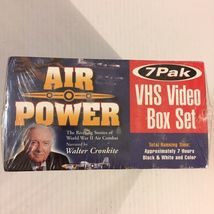 AIR
POWER
The Riveting Stories of
World War II Air Combat
Narrated by
Walter Cronkite
7Pak
VHS Video
Box Set
Total Running Time:
Approximately 7 Hours
Black & White and Color